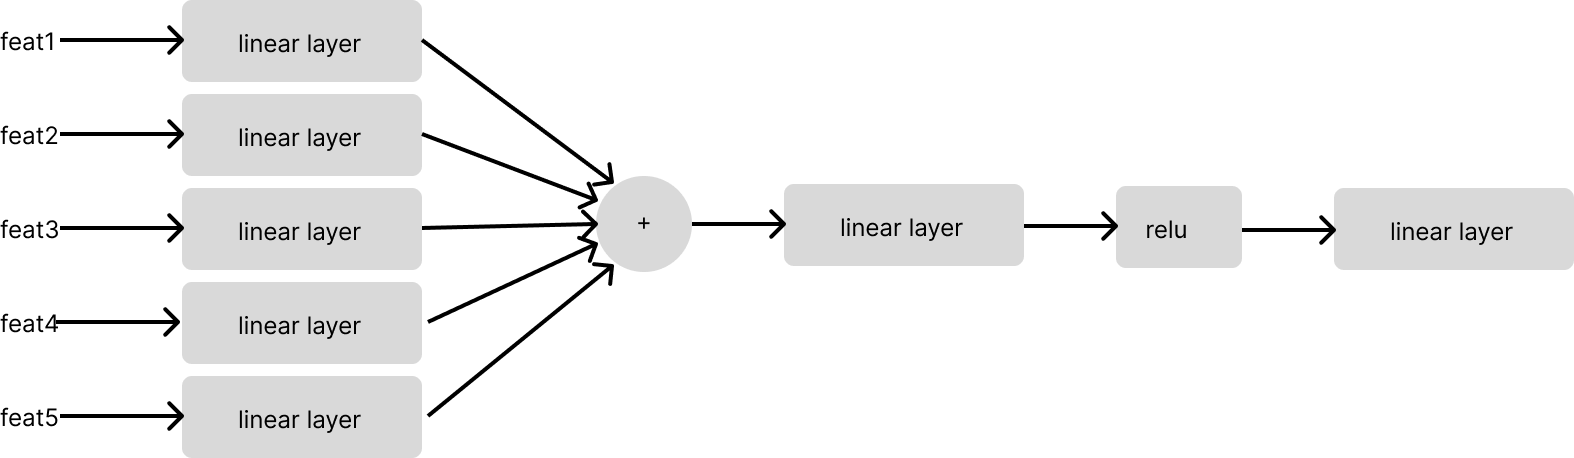 feat1
linear layer
feat2
linear layer
feat3
linear layer
feat4
linear layer
feat5
linear layer
+
linear layer
relu
linear layer